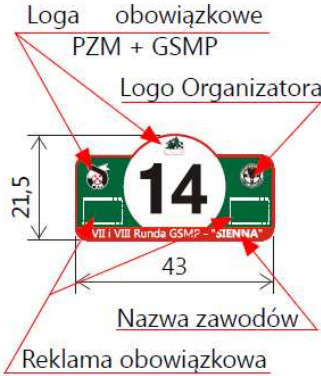 Loga obowiązkowe
PZM + GSMP
Logo Organizatora
21,5
14
VII i VIII Runda GSMP - "SIENNA"
43
Nazwa zawodów
Reklama obowiązkowa